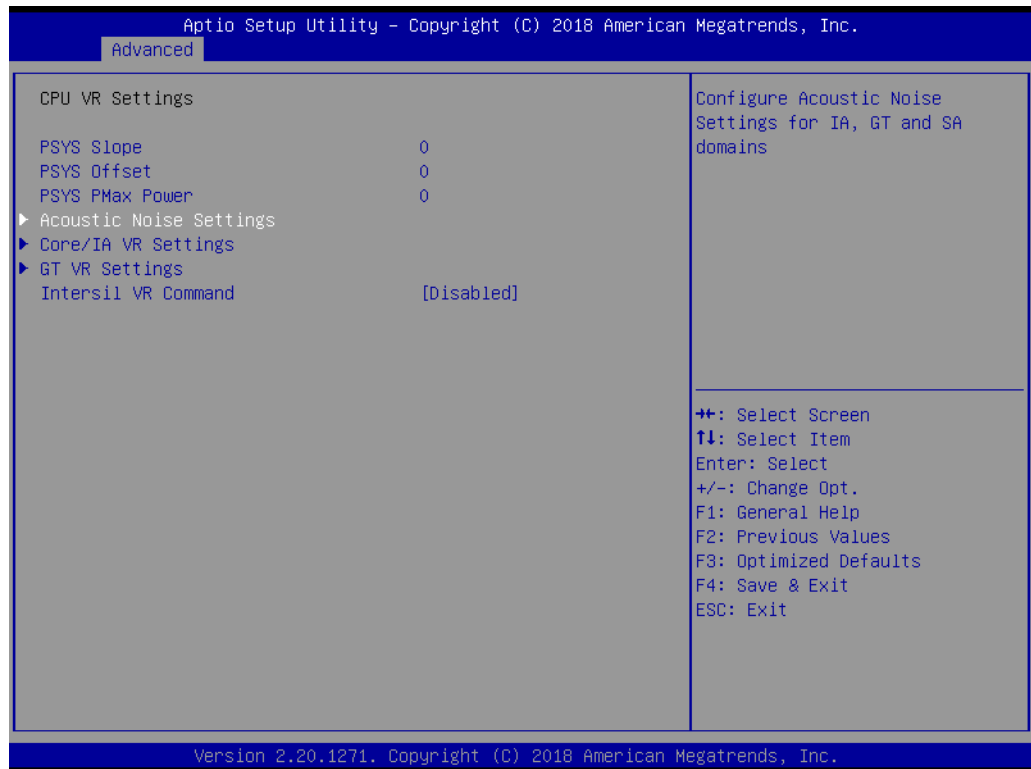 Aptio Setup Utility – Copyright (C) 2018 American Megatrends, Inc.
Advanced
CPU VR Settings
PSYS Slope 0
PSYS Offset 0
PSYS PMax Power 0
▶ Acoustic Noise Settings
▶ Core/IA VR Settings
▶ GT VR Settings
Intersil VR Command [Disabled]
Configure Acoustic Noise
Settings for IA, GT and SA
domains
→←: Select Screen
↑↓: Select Item
Enter: Select
+/-: Change Opt.
F1: General Help
F2: Previous Values
F3: Optimized Defaults
F4: Save & Exit
ESC: Exit
Version 2.20.1271. Copyright (C) 2018 American Megatrends, Inc.